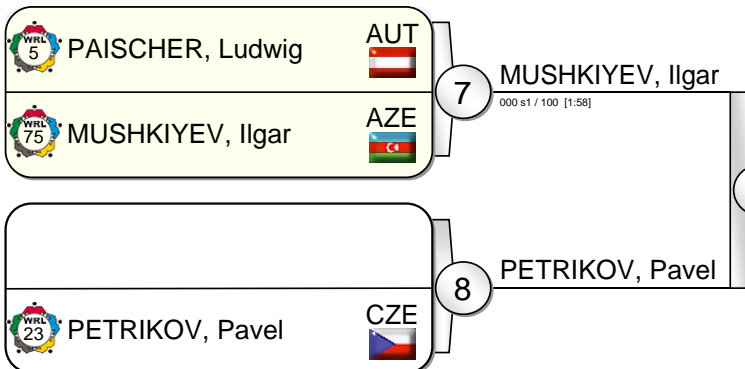 WRL 5 PAISCHER, Ludwig AUT
WRL 75 MUSHKIYEV, Ilgar AZE
7
MUSHKIYEV, Ilgar
000 s1 / 100 [1:58]
WRL 23 PETRIKOV, Pavel CZE
8
PETRIKOV, Pavel